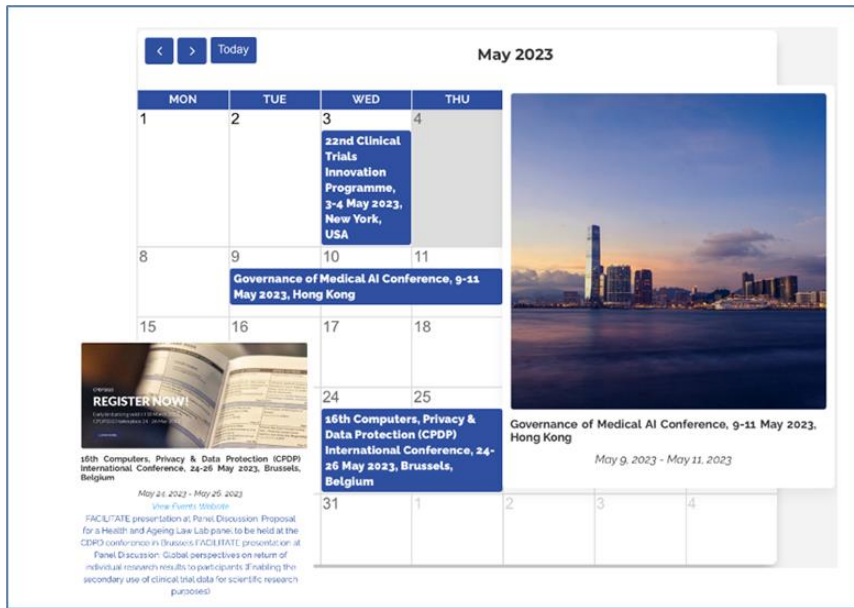 Today
May 2023
MON TUE WED THU
1 2 3 4
22nd Clinical
Trials
Innovation
Programme,
3-4 May 2023,
New York,
USA
8 9 10 11
Governance of Medical AI Conference, 9-11
May 2023, Hong Kong
15 16 17 18
24 25
16th Computers, Privacy &
Data Protection (CPDP)
International Conference, 24-
26 May 2023, Brussels,
Belgium
31 1 2 3 4
Governance of Medical AI Conference, 9-11 May 2023,
Hong Kong
May 9, 2023 - May 11, 2023
REGISTER NOW!
16th Computers, Privacy & Data Protection (CPDP)
International Conference, 24-26 May 2023, Brussels,
Belgium
May 24, 2023 - May 26, 2023
View Events Website
FACILITATE presentation at Panel Discussion: Proposal
for a Health and Ageing Law Lab panel to be held at the
CDPD conference in Brussels FACILITATE presentation at
Panel Discussion: Global perspectives on return of
individual research results to participants (Enabling the
secondary use of clinical trial data for scientific research
purposes)